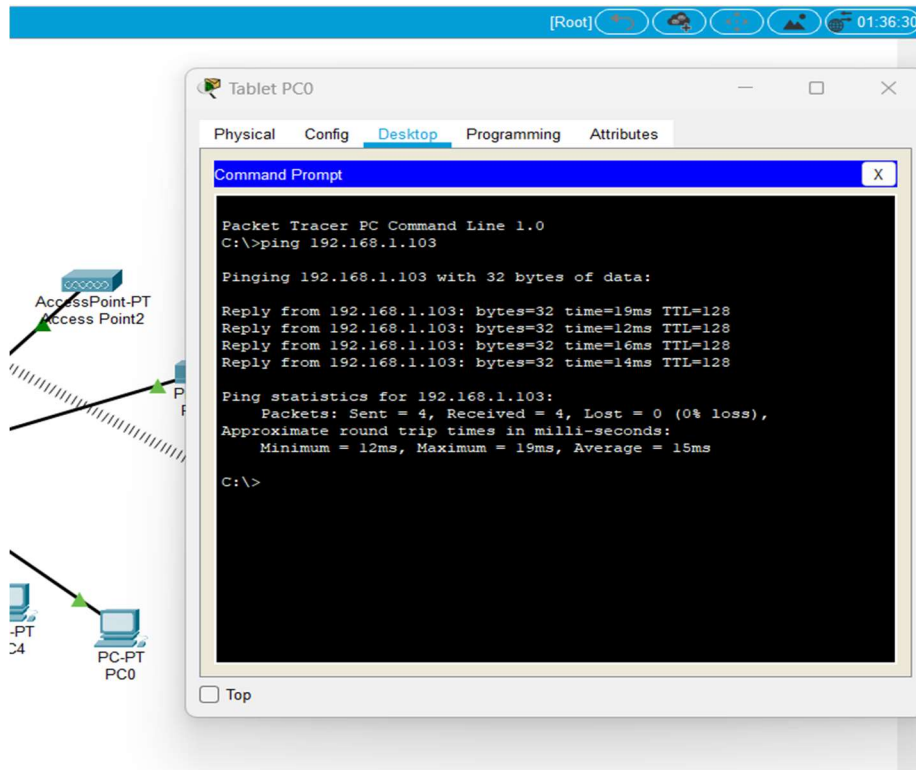 [Root]
01:36:30
Tablet PC0
Physical Config Desktop Programming Attributes
Command Prompt
X
Packet Tracer PC Command Line 1.0
C:\>ping 192.168.1.103
Pinging 192.168.1.103 with 32 bytes of data:
Reply from 192.168.1.103: bytes=32 time=19ms TTL=128
Reply from 192.168.1.103: bytes=32 time=12ms TTL=128
Reply from 192.168.1.103: bytes=32 time=16ms TTL=128
Reply from 192.168.1.103: bytes=32 time=14ms TTL=128
Ping statistics for 192.168.1.103:
Packets: Sent = 4, Received = 4, Lost = 0 (0% loss),
Approximate round trip times in milli-seconds:
Minimum = 12ms, Maximum = 19ms, Average = 15ms
C:\>
Top
AccessPoint-PT
Access Point2
P
-PT
C4
PC-PT
PC0